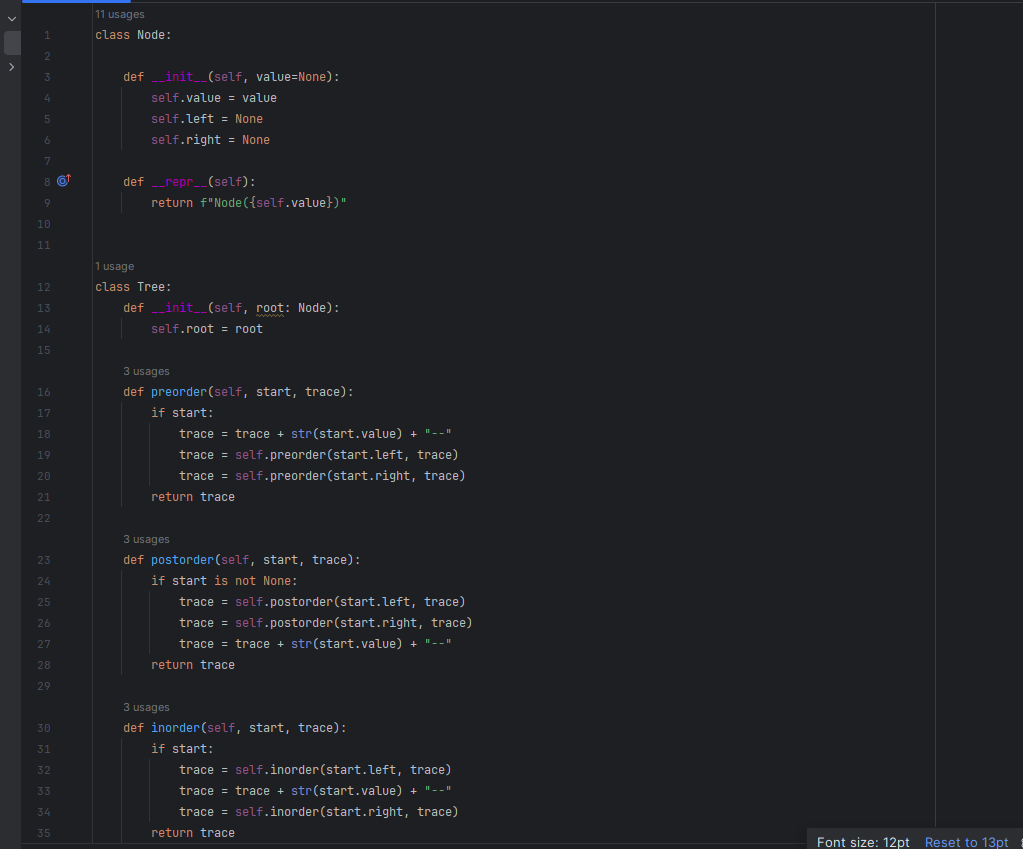 11 usages
1 class Node:
2
3     def __init__(self, value=None):
4         self.value = value
5         self.left = None
6         self.right = None
7
8     def __repr__(self):
9         return f"Node({self.value})"
10
11
1 usage
12 class Tree:
13     def __init__(self, root: Node):
14         self.root = root
15
3 usages
16     def preorder(self, start, trace):
17         if start:
18             trace = trace + str(start.value) + "--"
19             trace = self.preorder(start.left, trace)
20             trace = self.preorder(start.right, trace)
21         return trace
22
3 usages
23     def postorder(self, start, trace):
24         if start is not None:
25             trace = self.postorder(start.left, trace)
26             trace = self.postorder(start.right, trace)
27             trace = trace + str(start.value) + "--"
28         return trace
29
3 usages
30     def inorder(self, start, trace):
31         if start:
32             trace = self.inorder(start.left, trace)
33             trace = trace + str(start.value) + "--"
34             trace = self.inorder(start.right, trace)
35         return trace
Font size: 12pt Reset to 13pt